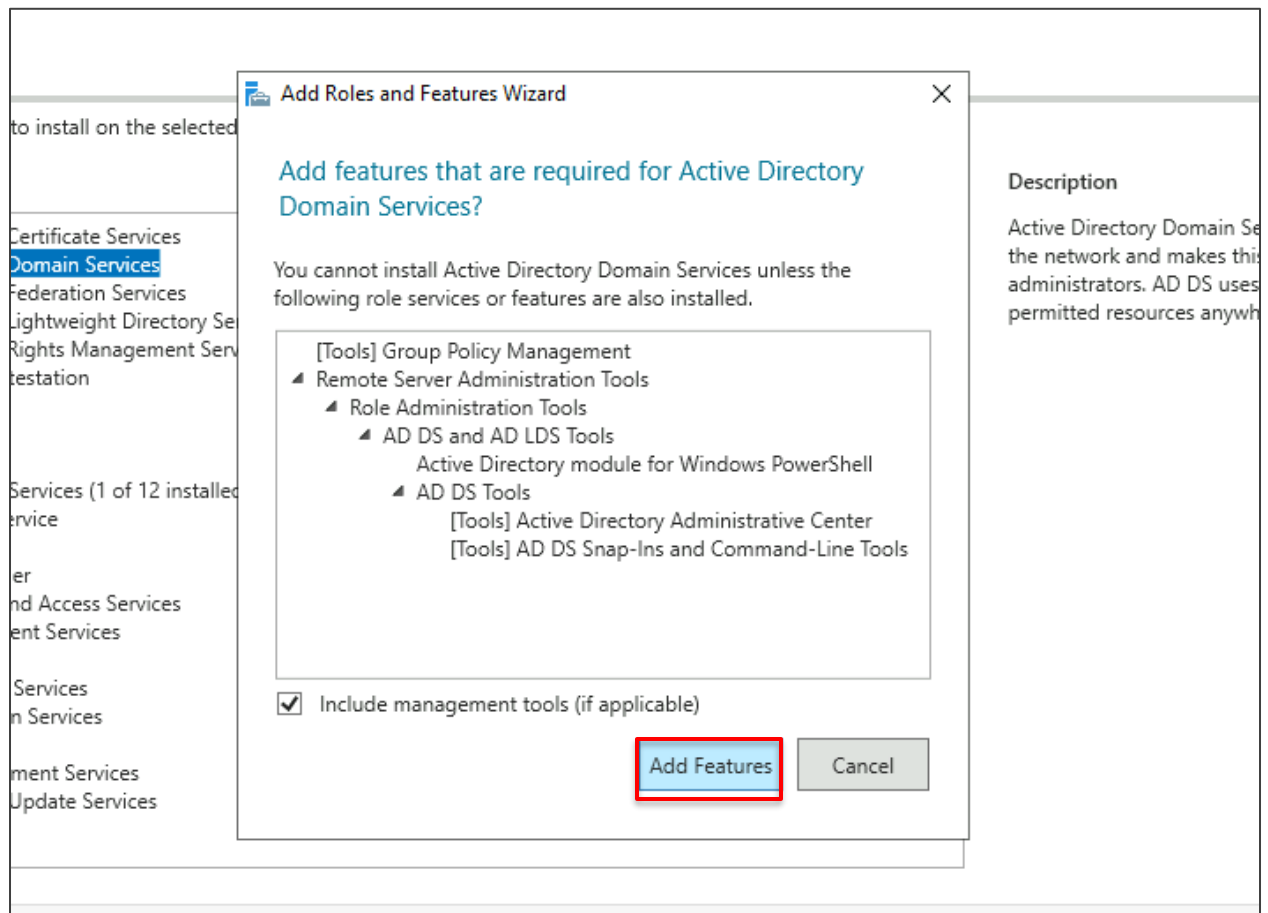 Add Roles and Features Wizard
to install on the selected
Add features that are required for Active Directory
Domain Services?
You cannot install Active Directory Domain Services unless the
following role services or features are also installed.
[Tools] Group Policy Management
Remote Server Administration Tools
Role Administration Tools
AD DS and AD LDS Tools
Active Directory module for Windows PowerShell
AD DS Tools
[Tools] Active Directory Administrative Center
[Tools] AD DS Snap-Ins and Command-Line Tools
Include management tools (if applicable)
Add Features
Cancel
Certificate Services
Domain Services
Federation Services
Lightweight Directory Ser
Rights Management Serv
testation
Services (1 of 12 installed
ervice
er
nd Access Services
ent Services
Services
n Services
ment Services
Update Services
Description
Active Directory Domain Se
the network and makes this
administrators. AD DS uses
permitted resources anywh